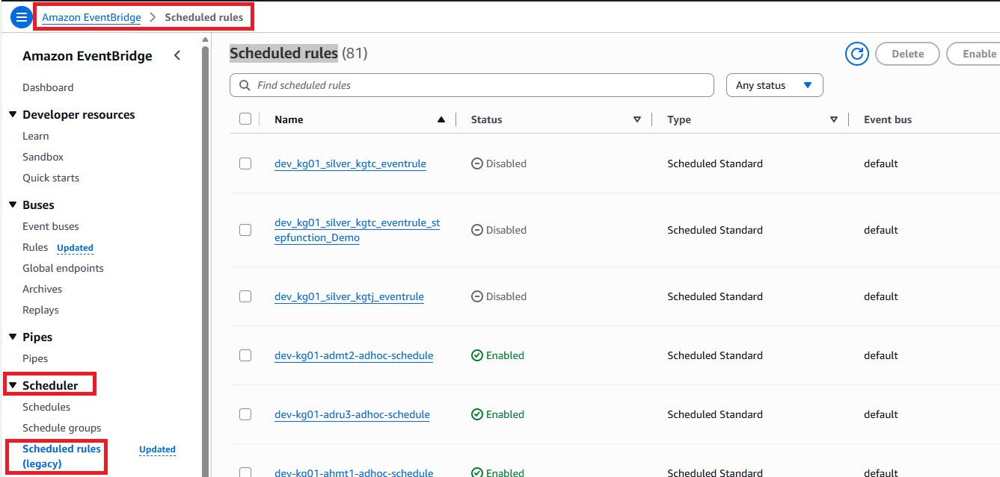 Amazon EventBridge > Scheduled rules
Amazon EventBridge
Dashboard
Developer resources
Learn
Sandbox
Quick starts
Buses
Event buses
Rules Updated
Global endpoints
Archives
Replays
Pipes
Pipes
Scheduler
Schedules
Schedule groups
Scheduled rules Updated
(legacy)
Scheduled rules (81)
Delete
Enable
Find scheduled rules
Any status
Name Status Type Event bus
dev_kg01_silver_kgtc_eventrule Disabled Scheduled Standard default
dev_kg01_silver_kgtc_eventrule_st
epfunction_Demo Disabled Scheduled Standard default
dev_kg01_silver_kgtj_eventrule Disabled Scheduled Standard default
dev-kg01-admt2-adhoc-schedule Enabled Scheduled Standard default
dev-kg01-adru3-adhoc-schedule Enabled Scheduled Standard default
dev-kg01-ahmt1-adhoc-schedule Enabled Scheduled Standard default